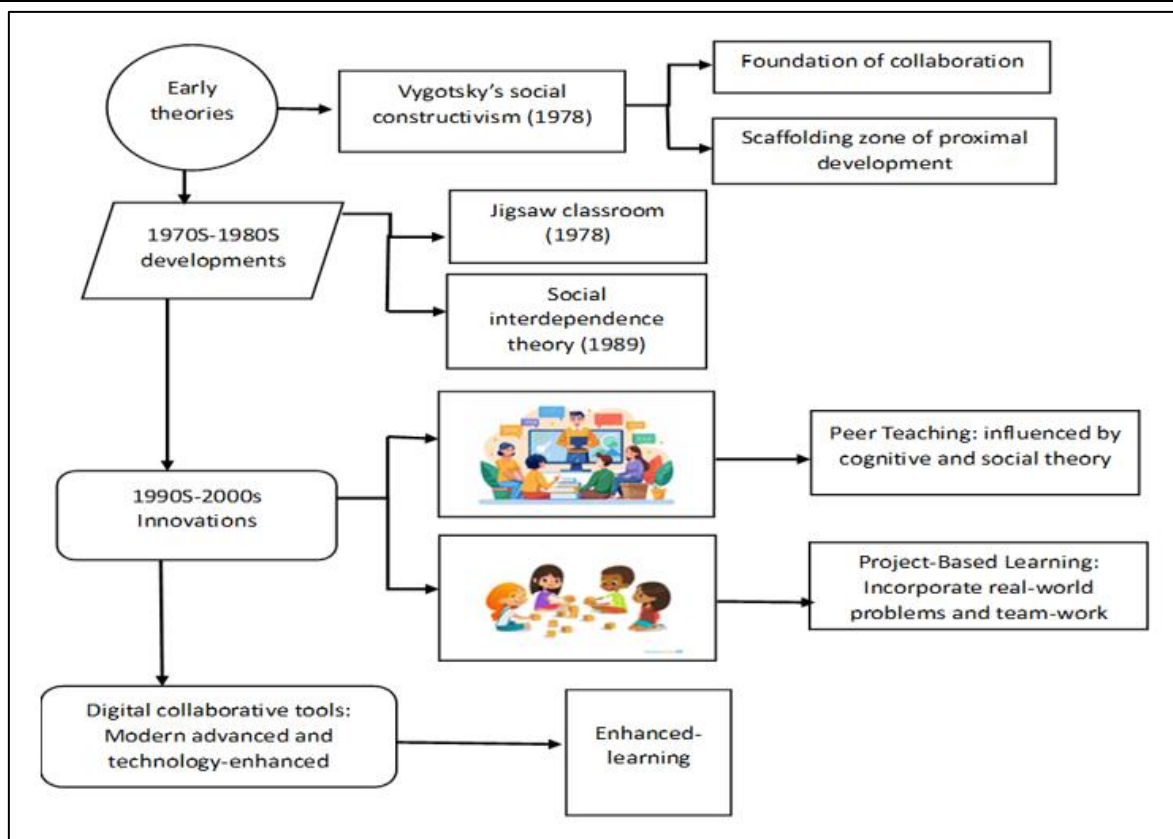 Early
theories
Vygotsky's social
constructivism (1978)
Foundation of collaboration
Scaffolding zone of proximal
development
1970S-1980S
developments
Jigsaw classroom
(1978)
Social
interdependence
theory (1989)
1990S-2000s
Innovations
Peer Teaching: influenced by
cognitive and social theory
Project-Based Learning:
Incorporate real-world
problems and team-work
Digital collaborative tools:
Modern advanced and
technology-enhanced
Enhanced-
learning